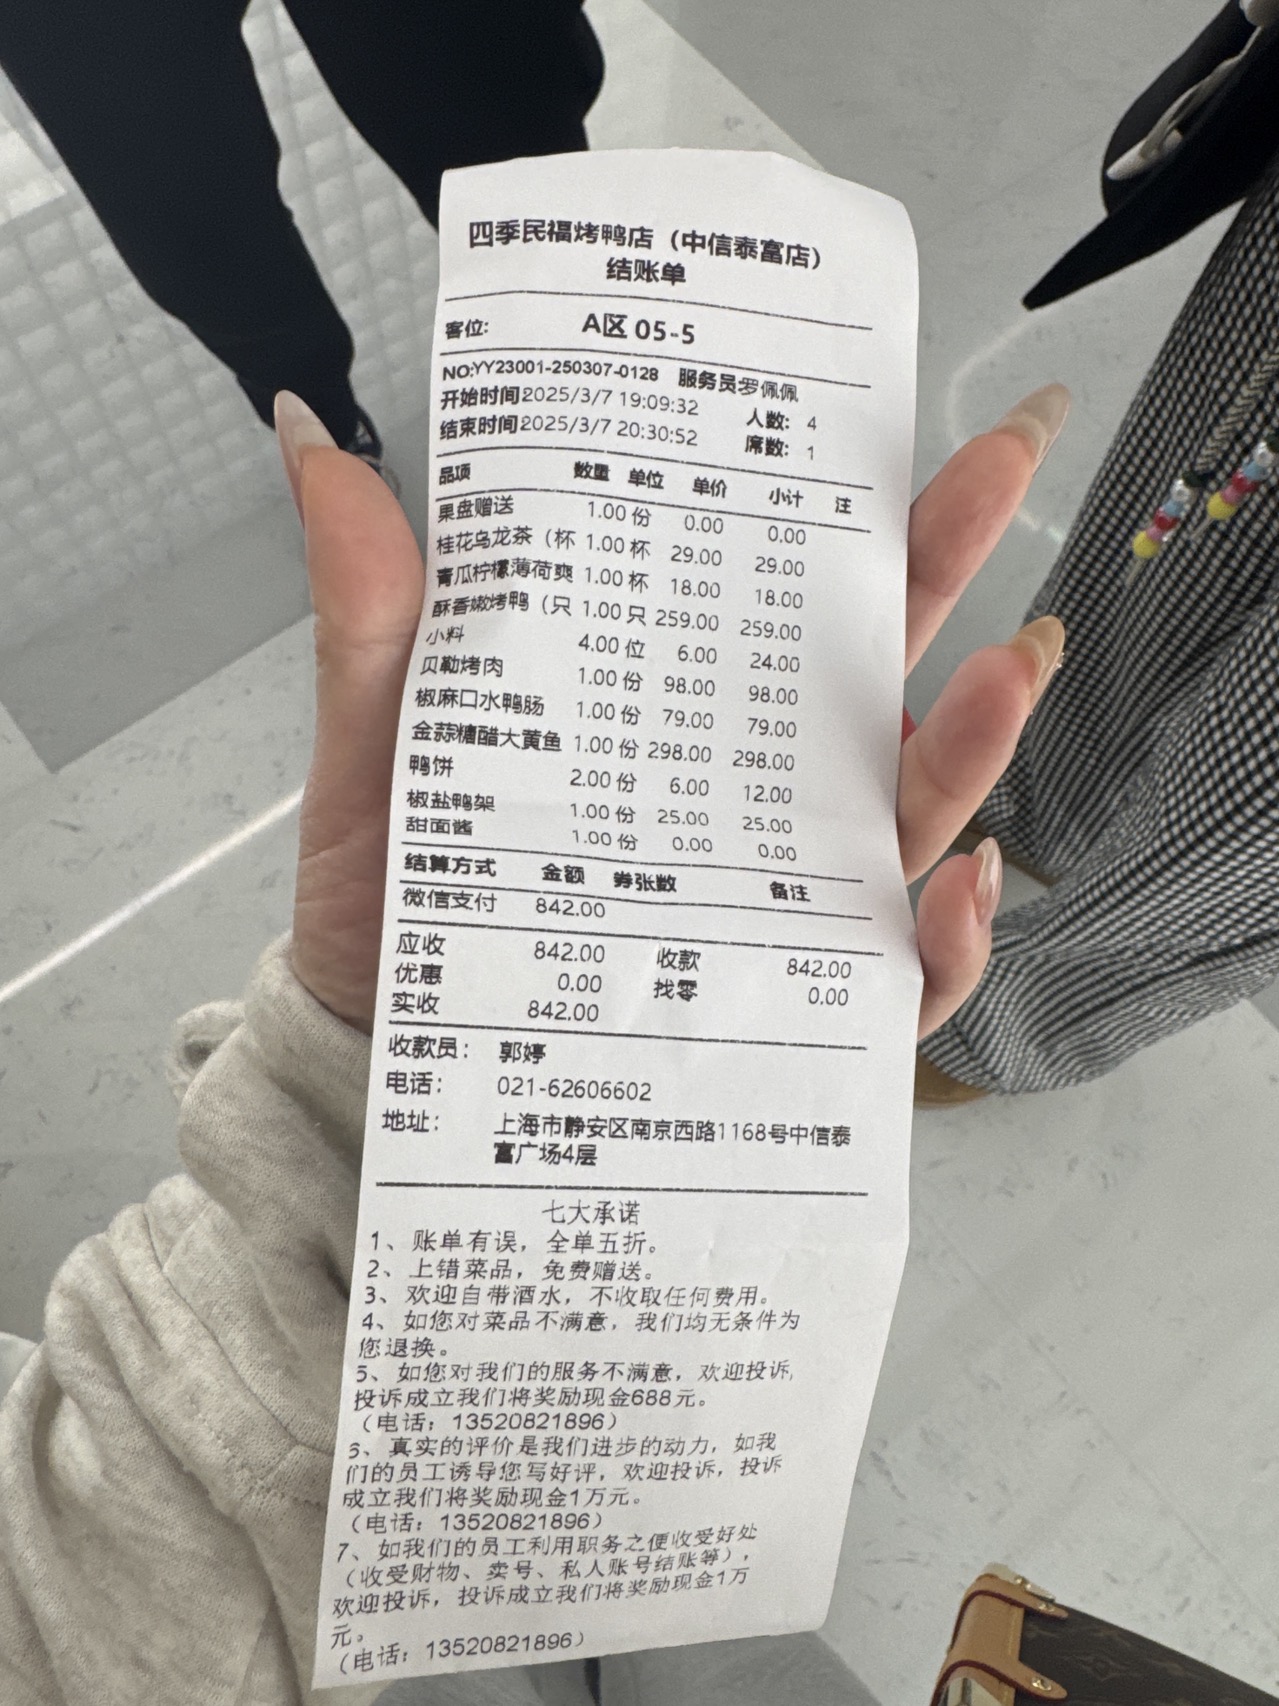 四季民福烤鸭店（中信泰富店）
结账单
客位: A区 05-5
NO:YY23001-250307-0128 服务员罗佩佩
开始时间2025/3/7 19:09:32 人数: 4
结束时间2025/3/7 20:30:52 席数: 1
品项 数量 单位 单价 小计 注
果盘赠送 1.00 份 0.00 0.00
桂花乌龙茶（杯 1.00 杯 29.00 29.00
青瓜柠檬薄荷爽 1.00 杯 18.00 18.00
酥香嫩烤鸭（只 1.00 只 259.00 259.00
小料 4.00 位 6.00 24.00
贝勒烤肉 1.00 份 98.00 98.00
椒麻口水鸭肠 1.00 份 79.00 79.00
金蒜糖醋大黄鱼 1.00 份 298.00 298.00
鸭饼 2.00 份 6.00 12.00
椒盐鸭架 1.00 份 25.00 25.00
甜面酱 1.00 份 0.00 0.00
结算方式 金额 券张数 备注
微信支付 842.00
应收 842.00 收款 842.00
优惠 0.00 找零 0.00
实收 842.00
收款员: 郭婷
电话: 021-62606602
地址: 上海市静安区南京西路1168号中信泰
富广场4层
七大承诺
1、账单有误，全单五折。
2、上错菜品，免费赠送。
3、欢迎自带酒水，不收取任何费用。
4、如您对菜品不满意，我们均无条件为
您退换。
5、如您对我们的服务不满意，欢迎投诉,
投诉成立我们将奖励现金688元。
（电话：13520821896）
6、真实的评价是我们进步的动力，如我
们的员工诱导您写好评，欢迎投诉，投诉
成立我们将奖励现金1万元。
（电话：13520821896）
7、如我们的员工利用职务之便收受好处
（收受财物、卖号、私人账号结账等），
欢迎投诉，投诉成立我们将奖励现金1万
元。
（电话：13520821896）